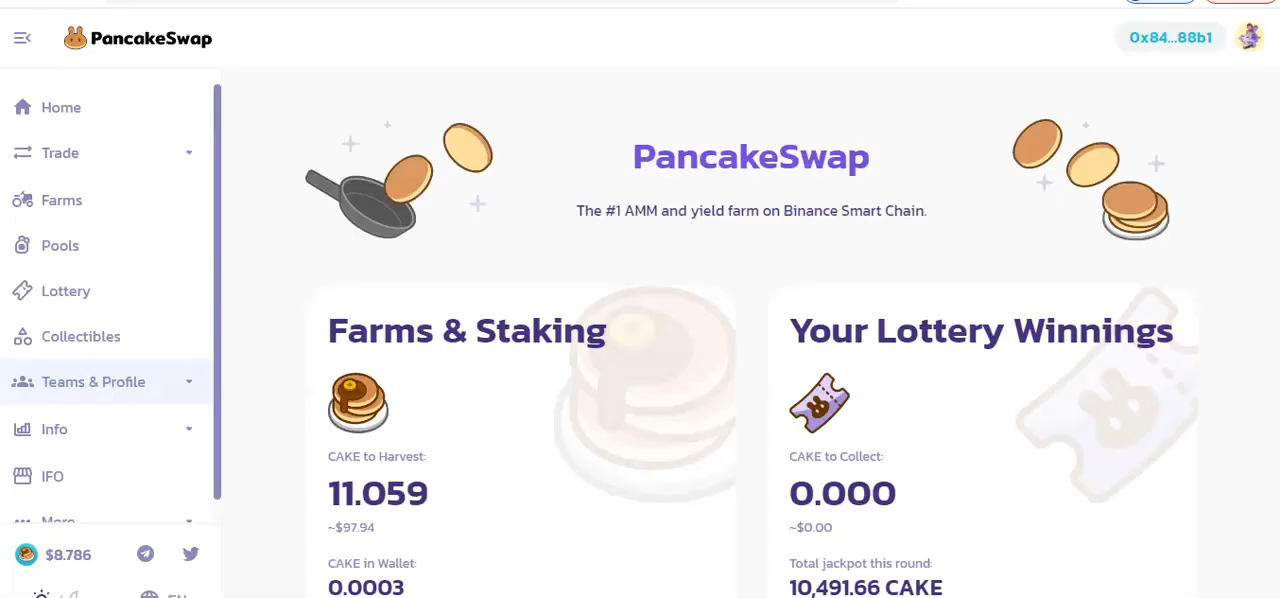 PancakeSwap
0x84...88b1
Home
Trade
Farms
Pools
Lottery
Collectibles
Teams & Profile
Info
IFO
More
$8.786
EN
PancakeSwap
The #1 AMM and yield farm on Binance Smart Chain.
Farms & Staking
CAKE to Harvest:
11.059
~$97.94
CAKE in Wallet:
0.0003
Your Lottery Winnings
CAKE to Collect:
0.000
~$0.00
Total jackpot this round:
10,491.66 CAKE